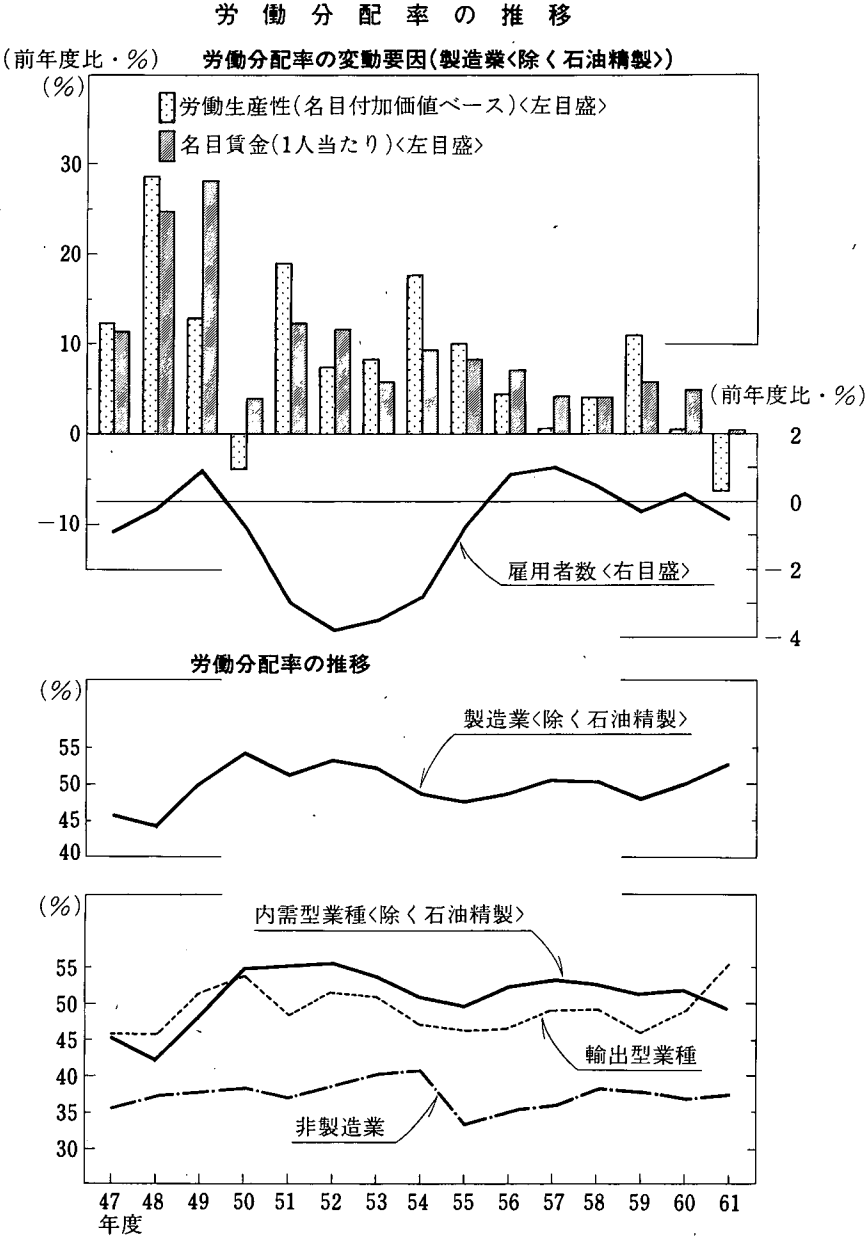 労働分配率の推移
(前年度比・%) 労働分配率の変動要因(製造業<除く石油精製>)
(%)
労働生産性(名目付加価値ベース)<左目盛>
名目賃金(1人当たり)<左目盛>
30
20
10
(前年度比・%)
0 2
0
-10
雇用者数<右目盛> -2
-4
労働分配率の推移
(%)
製造業<除く石油精製>
55
50
45
40
(%)
内需型業種<除く石油精製>
55
50
45
輸出型業種
40
35
非製造業
30
47 48 49 50 51 52 53 54 55 56 57 58 59 60 61
年度